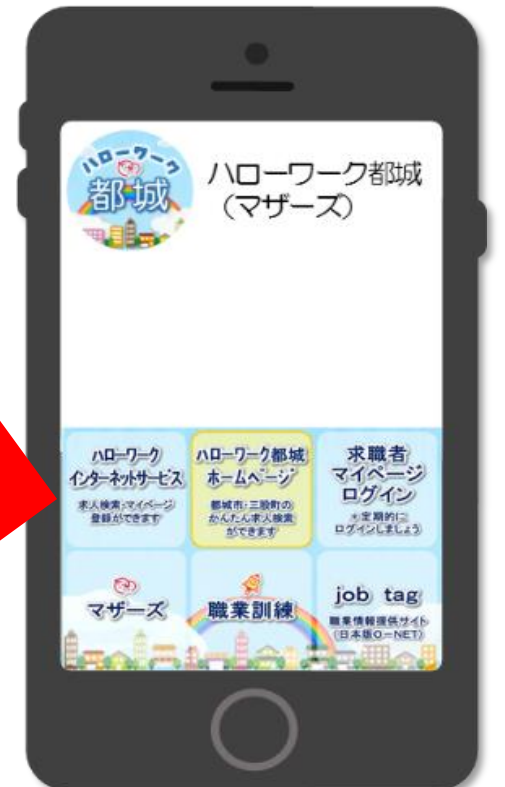 ハローワーク
都城
ハローワーク都城
（マザーズ）
ハローワーク
インターネットサービス
求人検索・マイページ
登録ができます
ハローワーク都城
ホームページ
都城市・三股町の
かんたん求人検索
ができます
求職者
マイページ
ログイン
＊定期的に
ログインしましょう
マザーズ
職業訓練
job tag
職業情報提供サイト
（日本版O－NET）